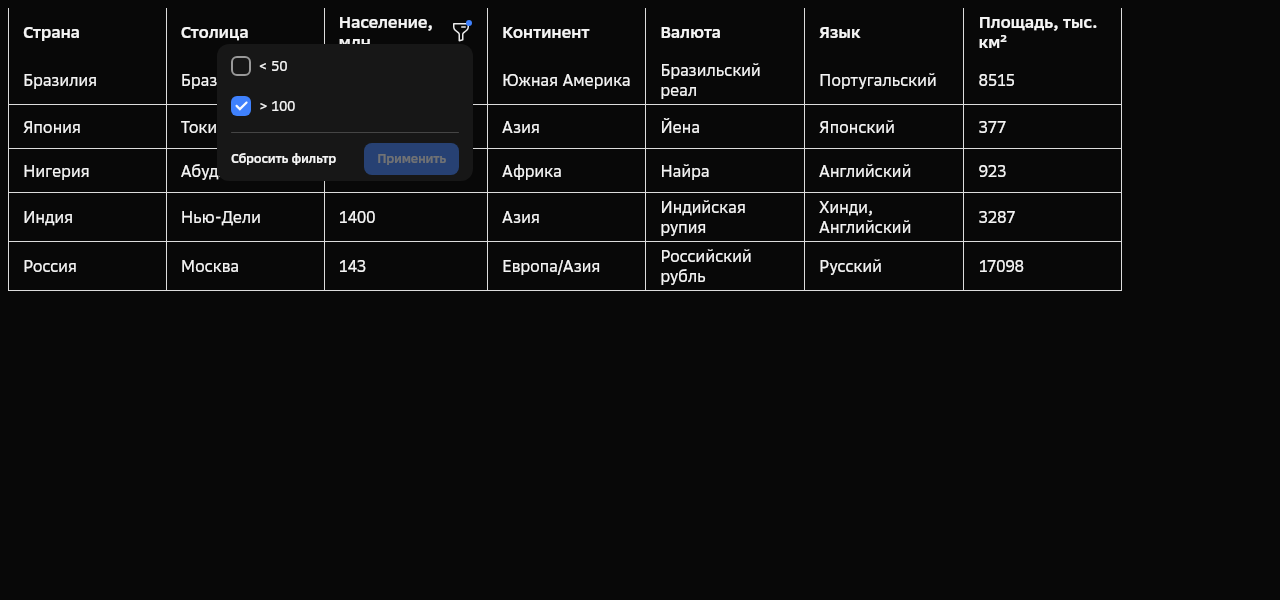 Страна
Столица
Население,
млн
Континент
Валюта
Язык
Площадь, тыс.
км²
Бразилия
Южная Америка
Бразильский
реал
Португальский
8515
Япония
Азия
Йена
Японский
377
Нигерия
Африка
Найра
Английский
923
Индия
Нью-Дели
1400
Азия
Индийская
рупия
Хинди,
Английский
3287
Россия
Москва
143
Европа/Азия
Российский
рубль
Русский
17098
< 50
> 100
Сбросить фильтр
Применить